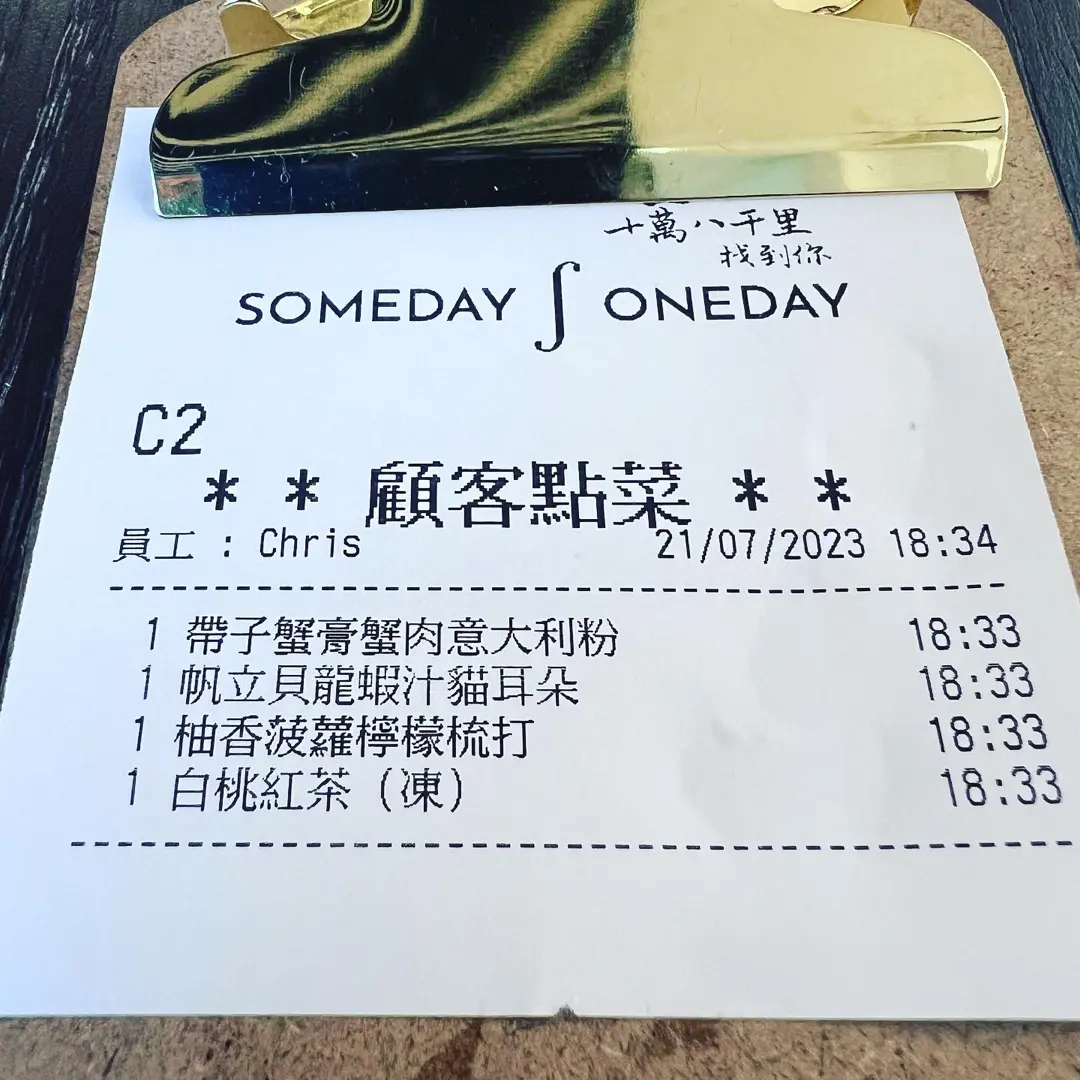 十萬八千里
找到你
SOMEDAY ∫ ONEDAY
C2
** 顧客點菜 **
員工 : Chris 21/07/2023 18:34
1 帶子蟹膏蟹肉意大利粉 18:33
1 帆立貝龍蝦汁貓耳朵 18:33
1 柚香菠蘿檸檬梳打 18:33
1 白桃紅茶 (凍) 18:33